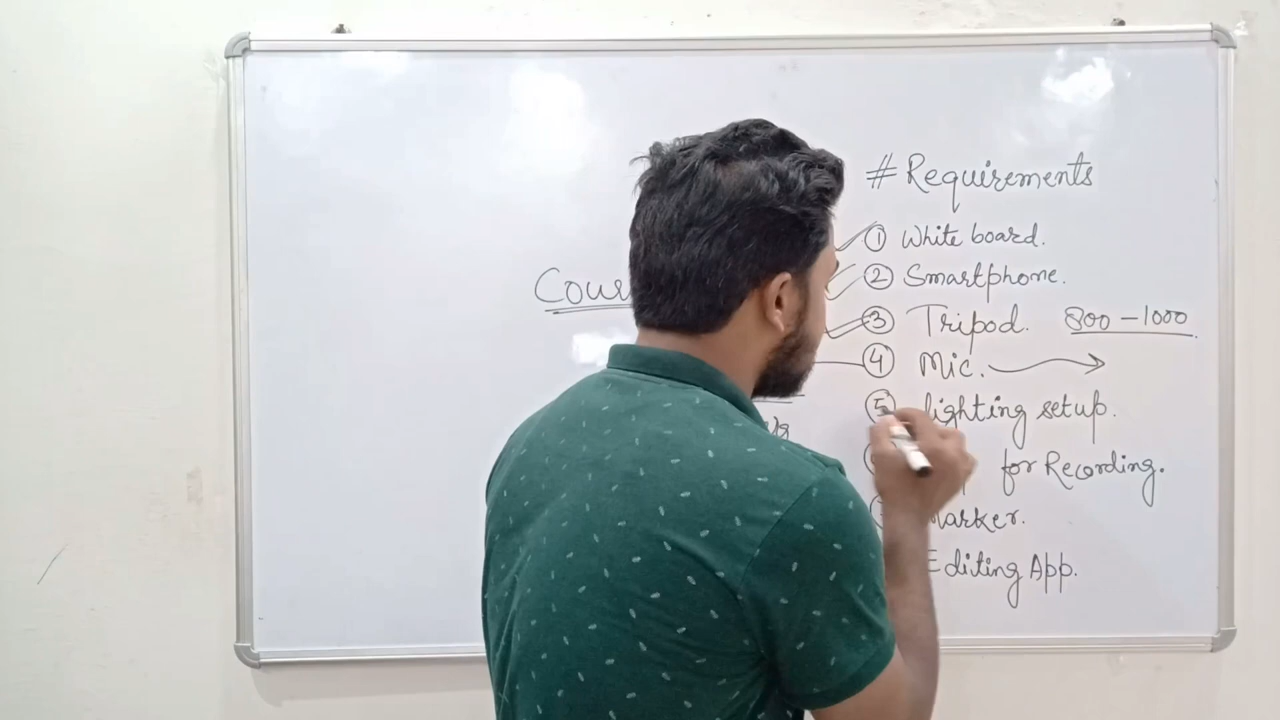 # Requirements
① White board.
② Smartphone.
③ Tripod. 800 - 1000
④ Mic. →
⑤ lighting setup.
for Recording.
Marker.
Editing App.